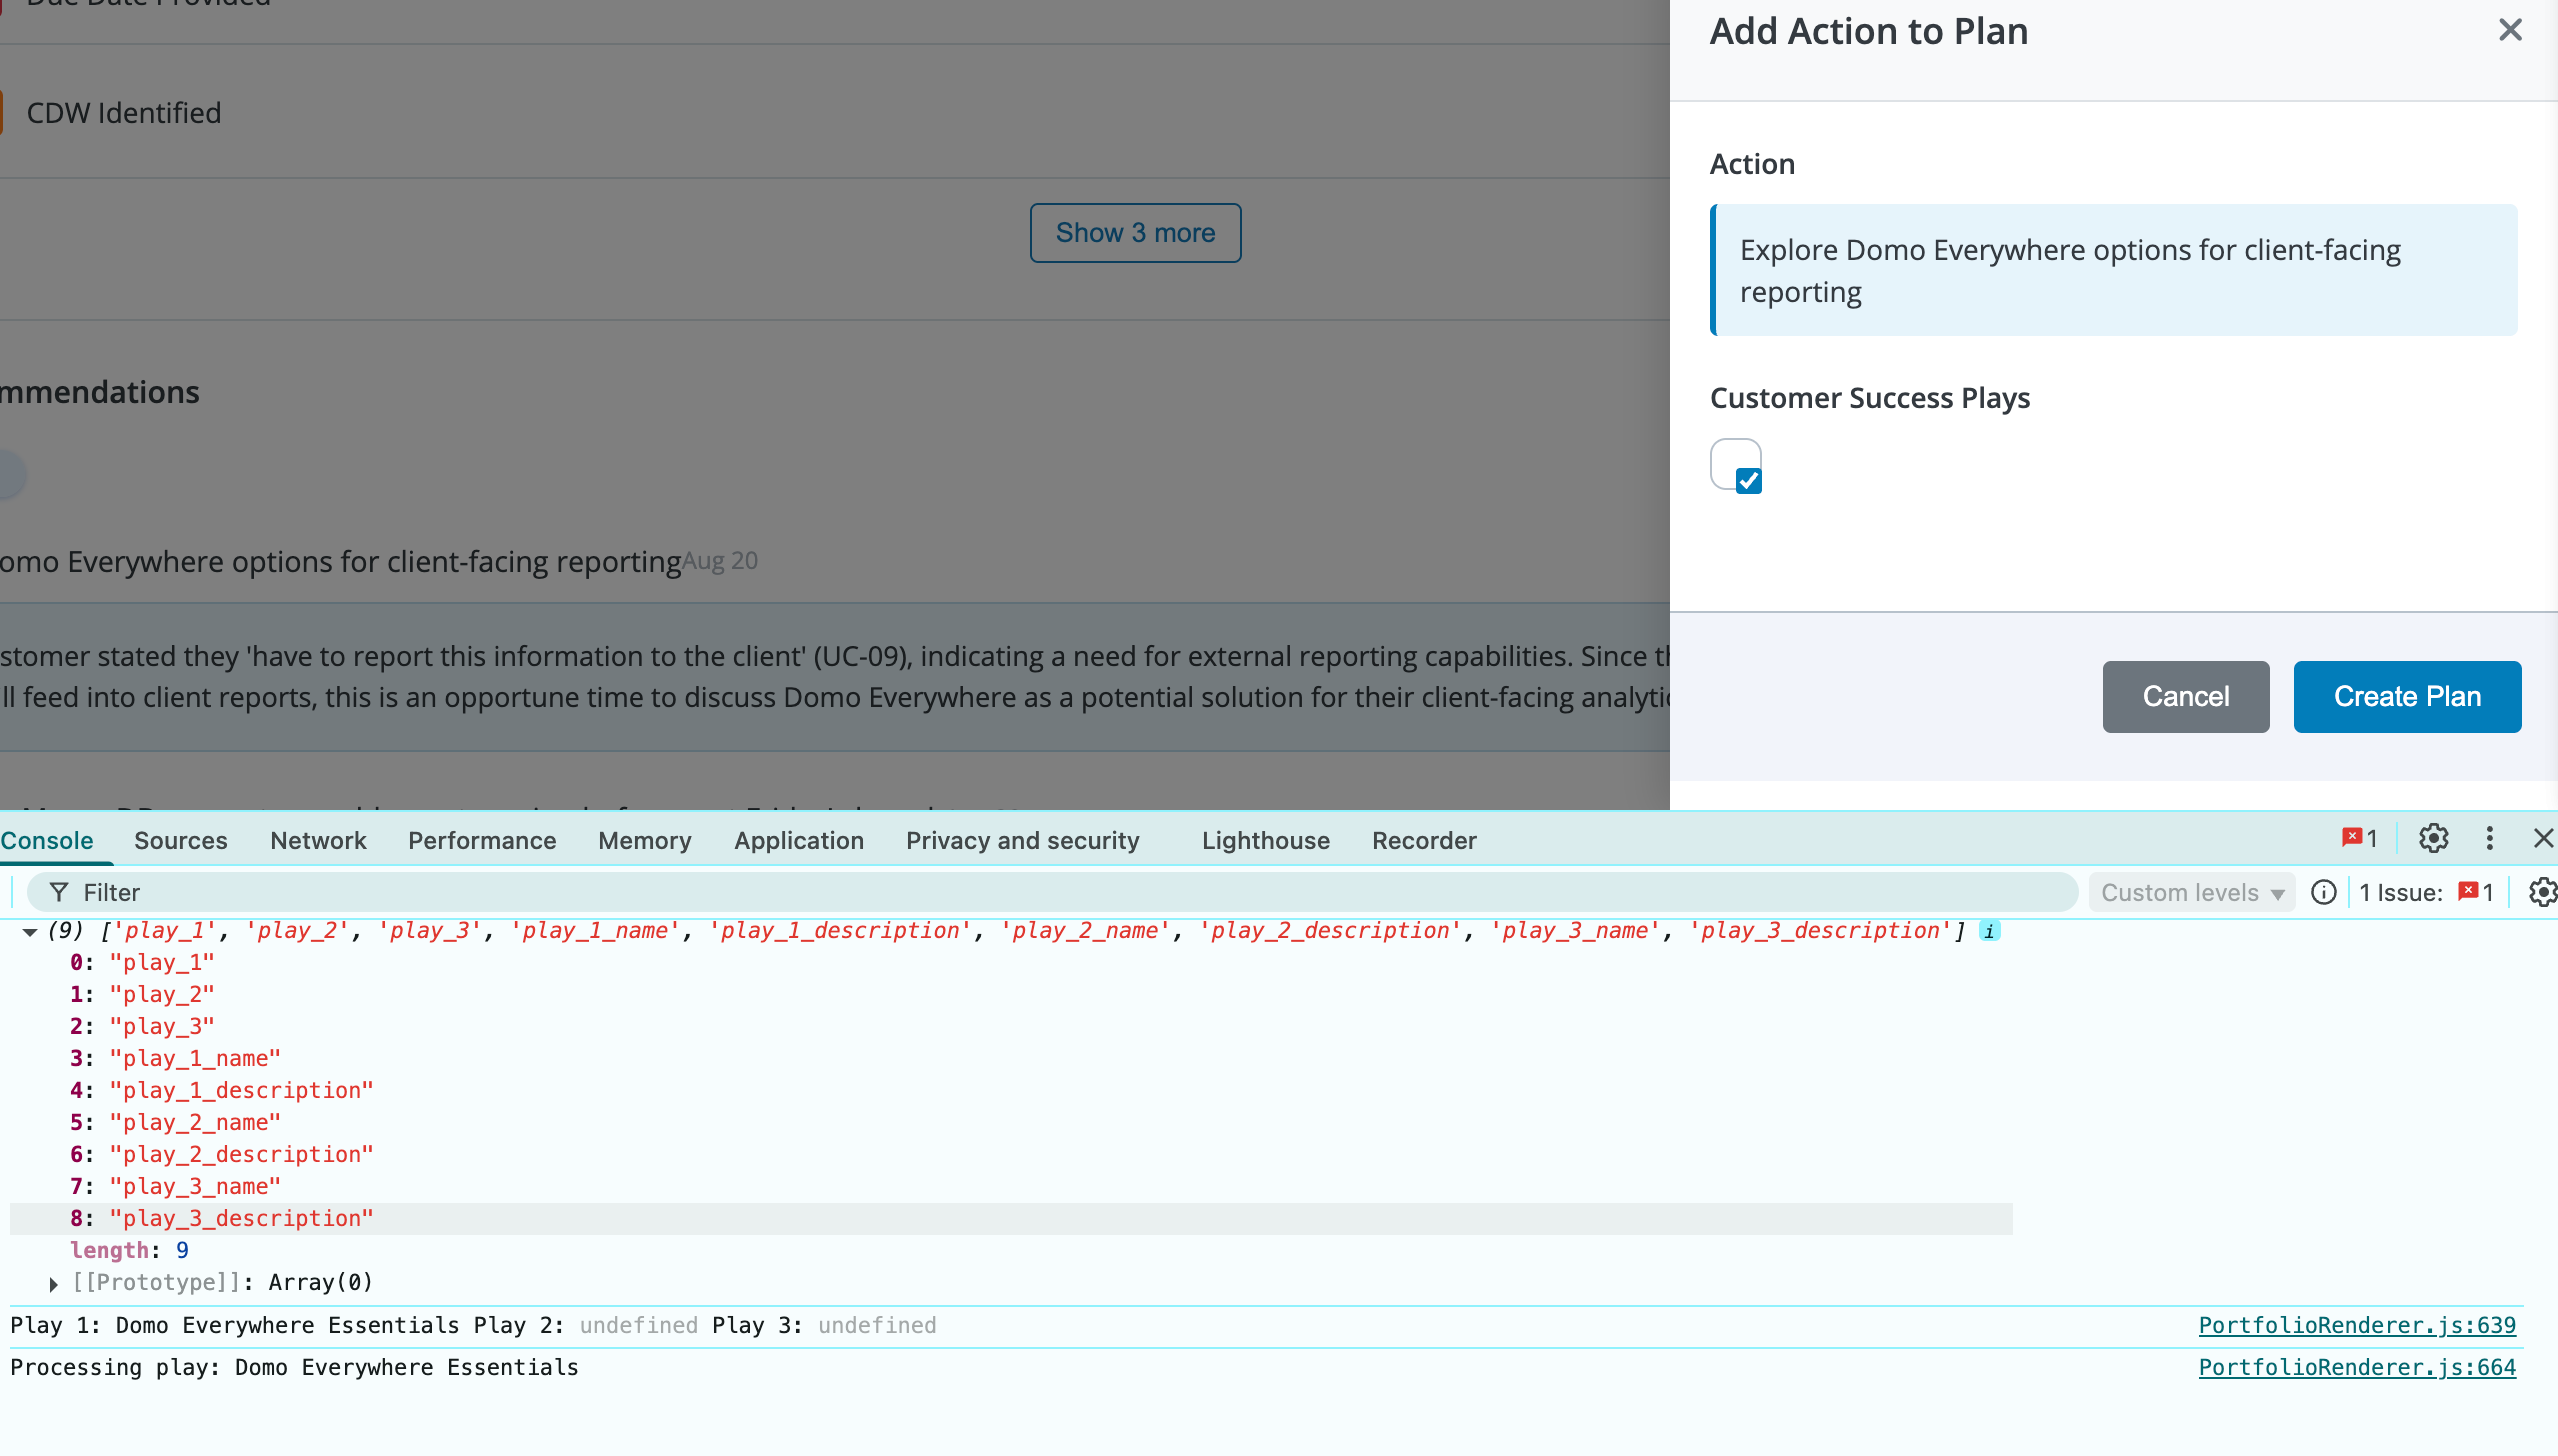 Due Date Provided
CDW Identified
Show 3 more
mmendations
omo Everywhere options for client-facing reporting Aug 20
stomer stated they 'have to report this information to the client' (UC-09), indicating a need for external reporting capabilities. Since th
ll feed into client reports, this is an opportune time to discuss Domo Everywhere as a potential solution for their client-facing analytic
Add Action to Plan
Action
Explore Domo Everywhere options for client-facing
reporting
Customer Success Plays
Cancel
Create Plan
Console Sources Network Performance Memory Application Privacy and security Lighthouse Recorder 1
Filter Custom levels 1 Issue: 1
(9) ['play_1', 'play_2', 'play_3', 'play_1_name', 'play_1_description', 'play_2_name', 'play_2_description', 'play_3_name', 'play_3_description'] i
0: "play_1"
1: "play_2"
2: "play_3"
3: "play_1_name"
4: "play_1_description"
5: "play_2_name"
6: "play_2_description"
7: "play_3_name"
8: "play_3_description"
length: 9
[[Prototype]]: Array(0)
Play 1: Domo Everywhere Essentials Play 2: undefined Play 3: undefined PortfolioRenderer.js:639
Processing play: Domo Everywhere Essentials PortfolioRenderer.js:664